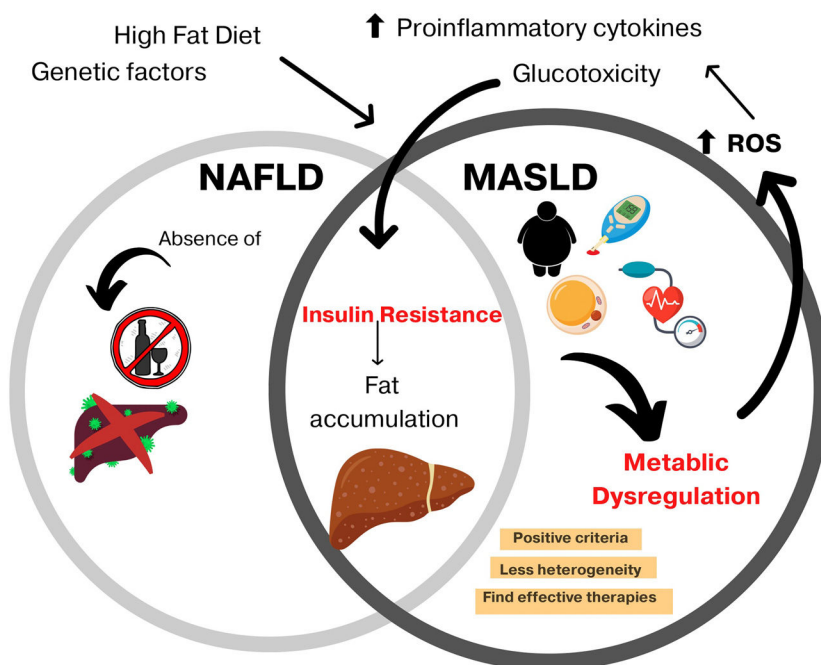 High Fat Diet
Genetic factors
⬆ Proinflammatory cytokines
Glucotoxicity
⬆ ROS
NAFLD
MASLD
Absence of
Insulin Resistance
Fat
accumulation
Metablic
Dysregulation
Positive criteria
Less heterogeneity
Find effective therapies